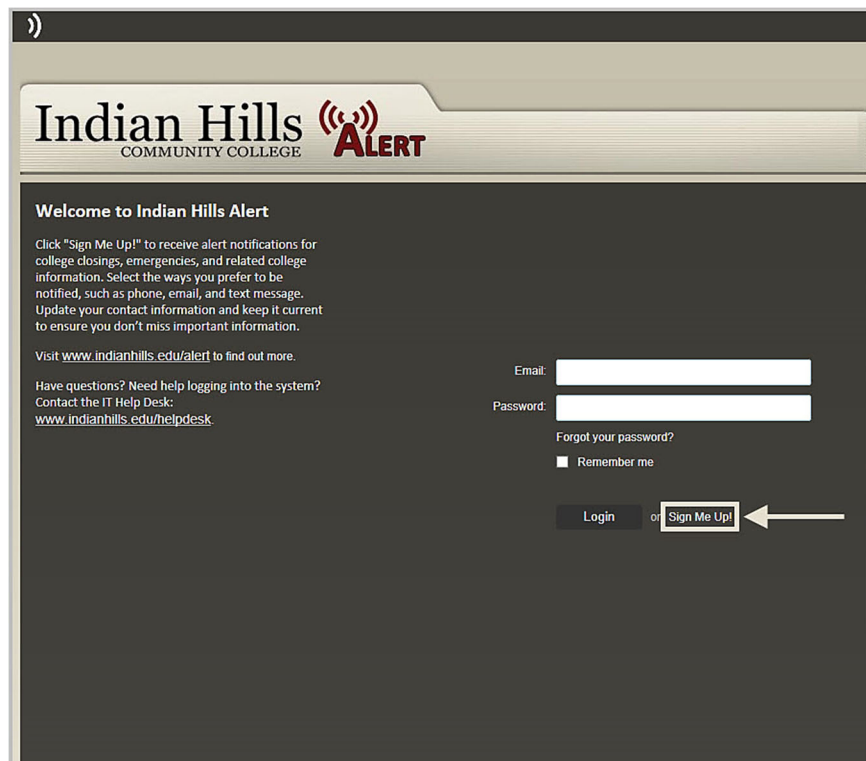 Indian Hills
COMMUNITY COLLEGE
ALERT
Welcome to Indian Hills Alert
Click "Sign Me Up!" to receive alert notifications for
college closings, emergencies, and related college
information. Select the ways you prefer to be
notified, such as phone, email, and text message.
Update your contact information and keep it current
to ensure you don’t miss important information.
Visit www.indianhills.edu/alert to find out more.
Have questions? Need help logging into the system?
Contact the IT Help Desk:
www.indianhills.edu/helpdesk.
Email:
Password:
Forgot your password?
Remember me
Login or Sign Me Up!